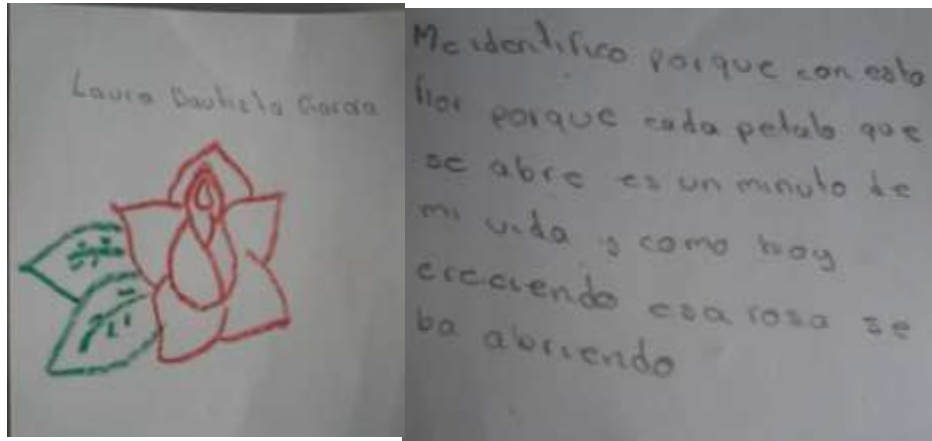 Laura Bautista Garcia
Me identifico porque con esta
flor porque cada petalo que
se abre es un minuto de
mi vida y como voy
creciendo esa rosa se
ba abriendo